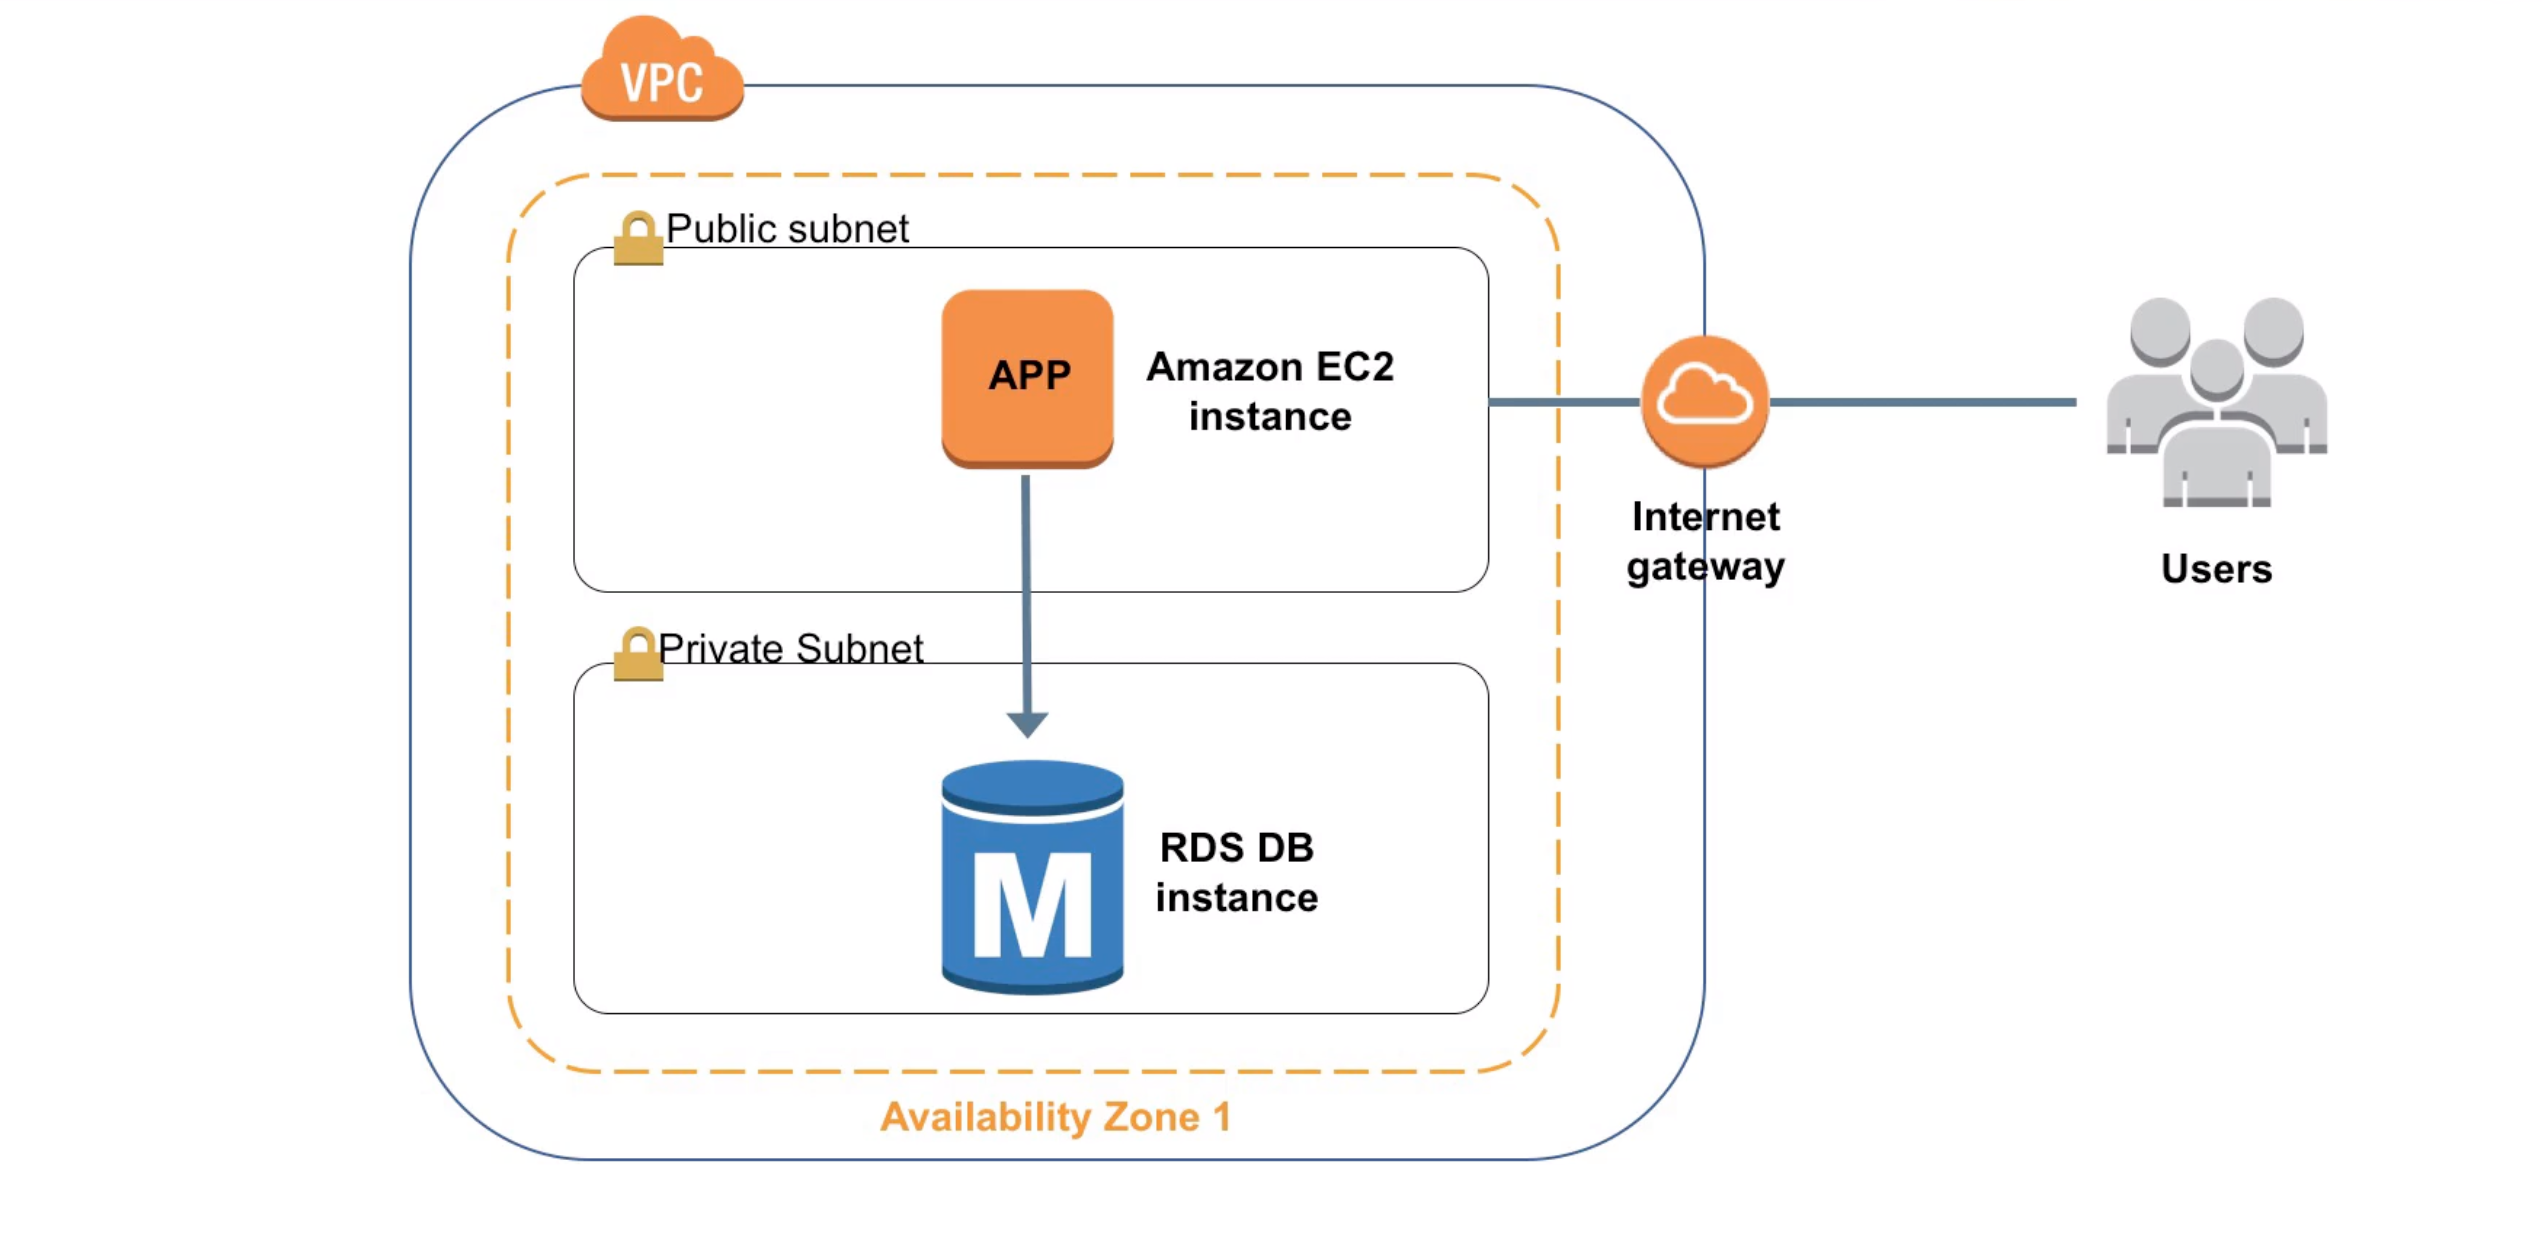 VPC
Public subnet
APP
Amazon EC2
instance
Internet
gateway
Users
Private Subnet
M
RDS DB
instance
Availability Zone 1